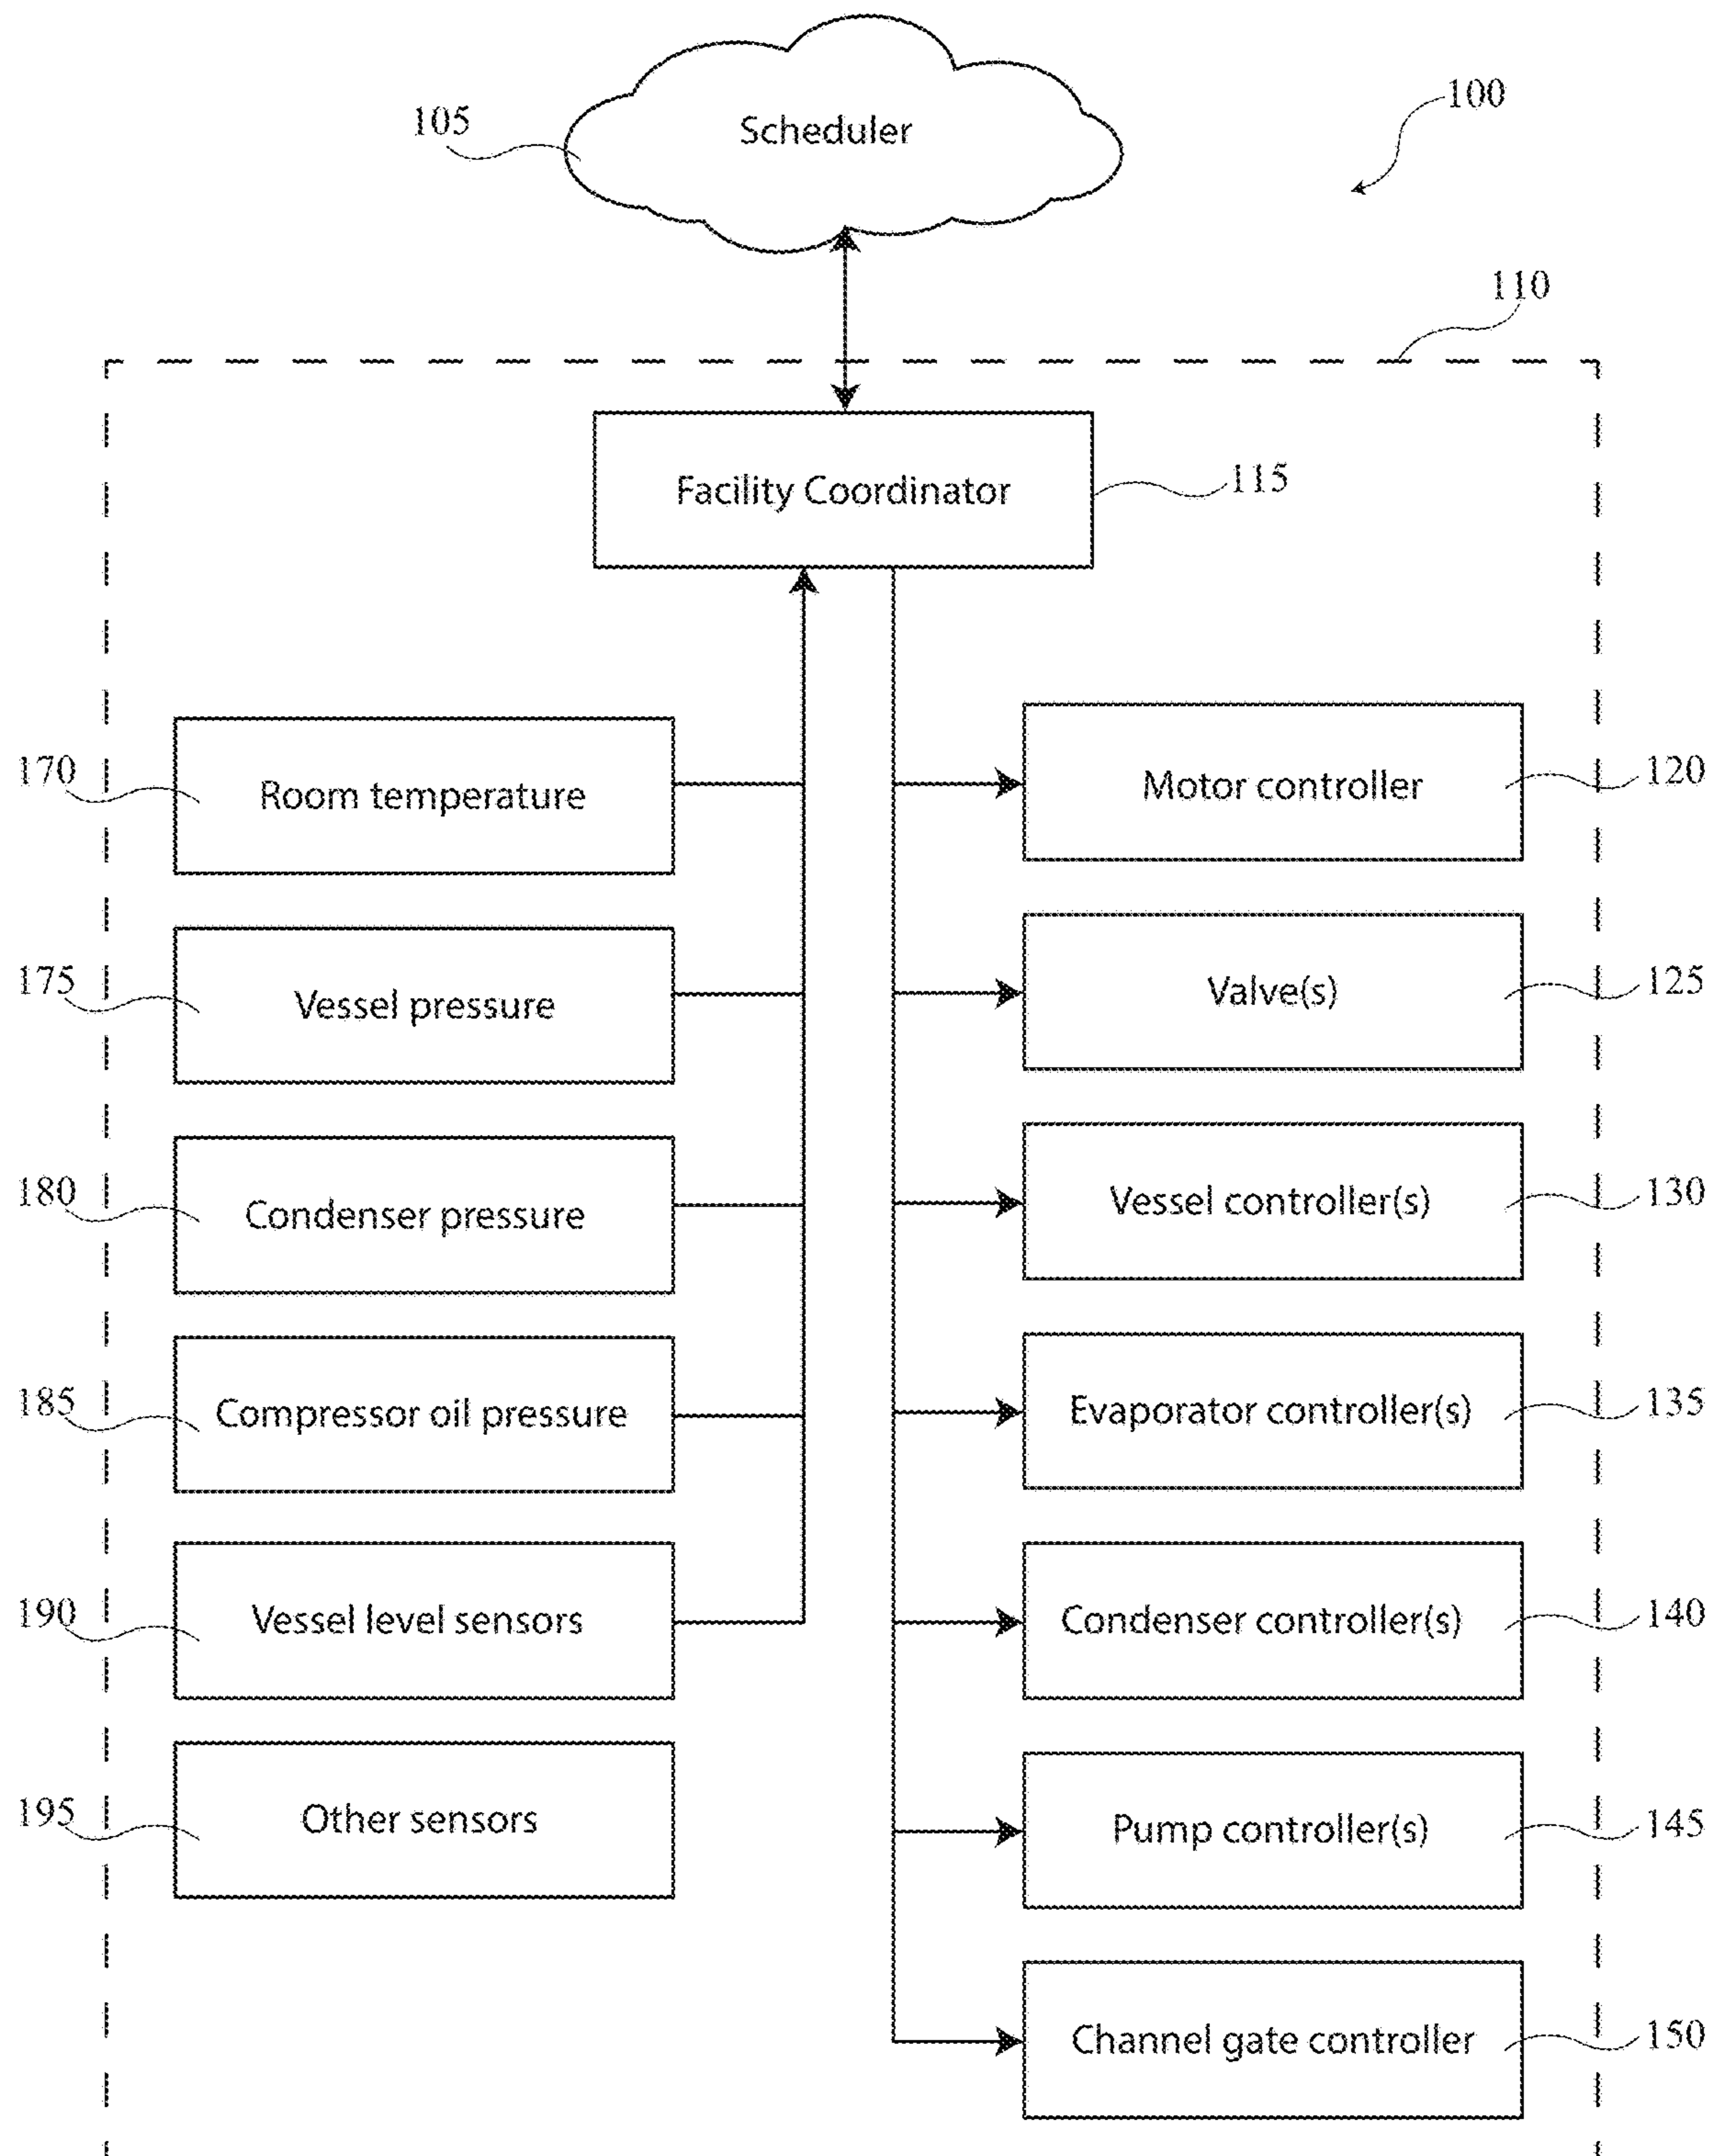 105
Scheduler
100
110
Facility Coordinator
115
170
Room temperature
Motor controller
120
175
Vessel pressure
Valve(s)
125
180
Condenser pressure
Vessel controller(s)
130
185
Compressor oil pressure
Evaporator controller(s)
135
190
Vessel level sensors
Condenser controller(s)
140
195
Other sensors
Pump controller(s)
145
Channel gate controller
150